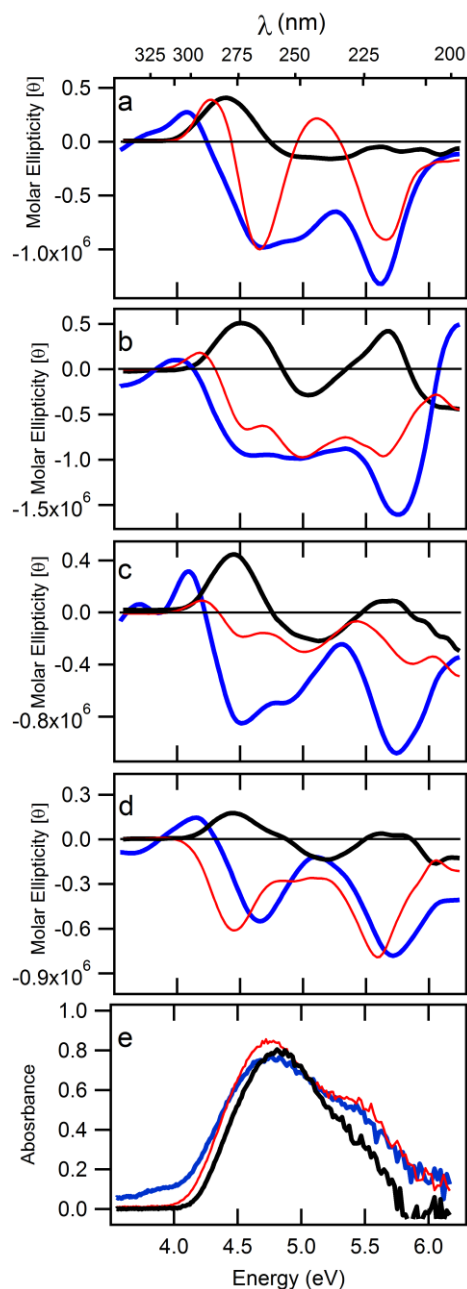 λ (nm)
325 300 275 250 225 200
a
Molar Ellipticity [θ]
0.5
0.0
-0.5
-1.0x10⁶
b
Molar Ellipticity [θ]
0.5
0.0
-0.5
-1.0
-1.5x10⁶
c
Molar Ellipticity [θ]
0.4
0.0
-0.4
-0.8x10⁶
d
Molar Ellipticity [θ]
0.3
0.0
-0.3
-0.6
-0.9x10⁶
e
Abosrbance
1.0
0.8
0.6
0.4
0.2
0.0
4.0 4.5 5.0 5.5 6.0
Energy (eV)